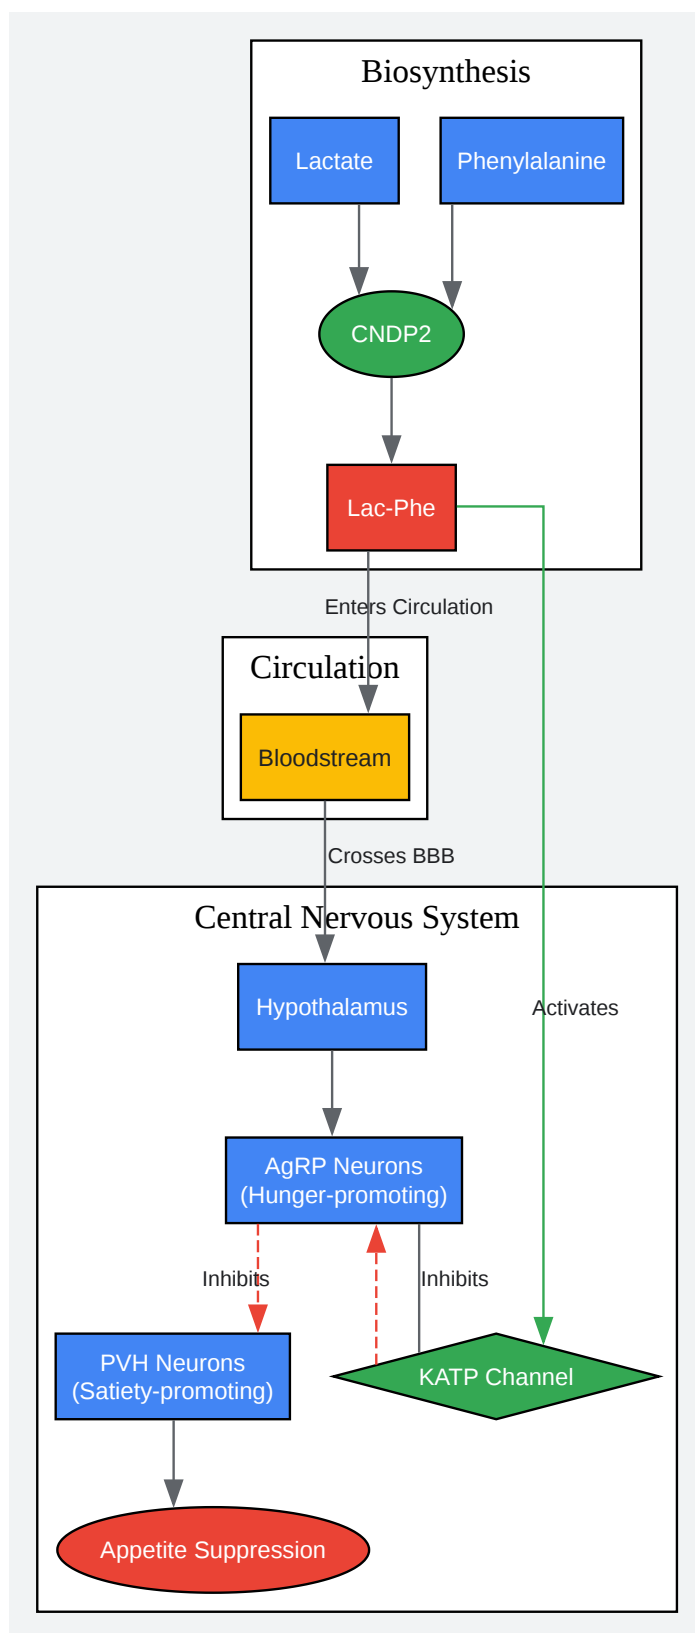 Biosynthesis
Lactate
Phenylalanine
CNDP2
Lac-Phe
Enters Circulation
Circulation
Bloodstream
Crosses BBB
Central Nervous System
Hypothalamus
Activates
AgRP Neurons
(Hunger-promoting)
Inhibits
Inhibits
PVH Neurons
(Satiety-promoting)
KATP Channel
Appetite Suppression